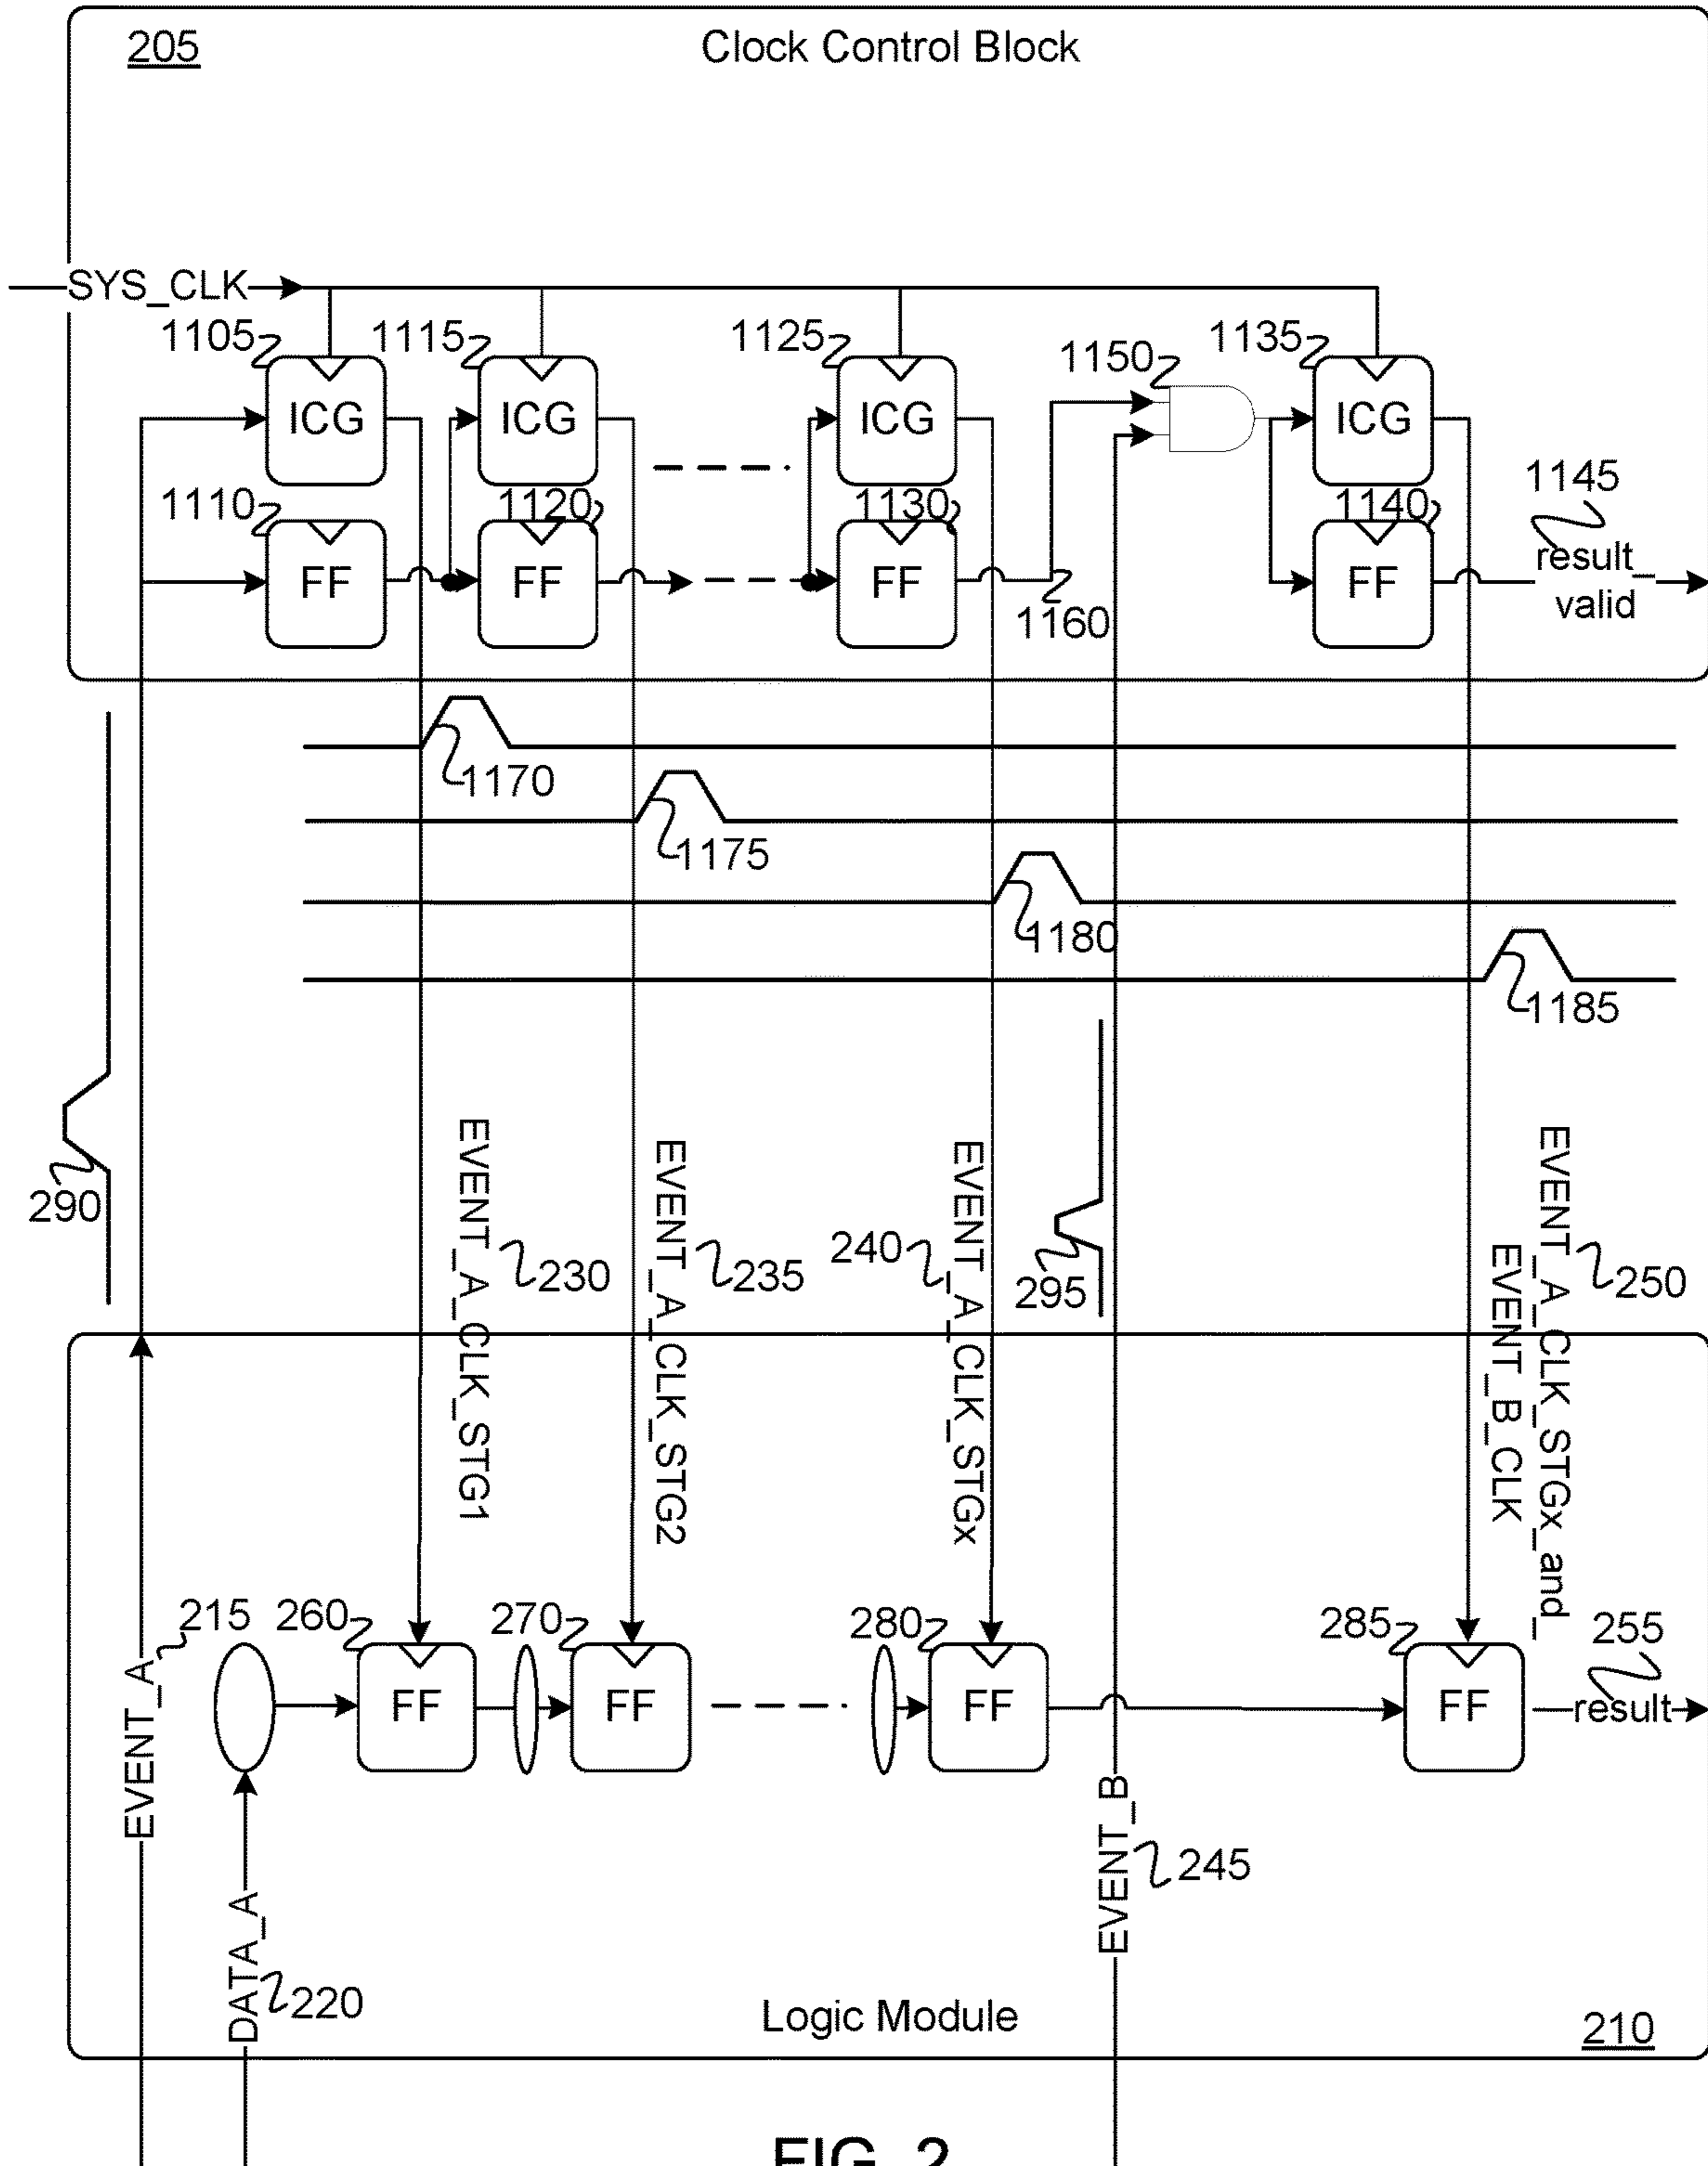 205
Clock Control Block
SYS_CLK
1105
1115
1125
1150
1135
ICG
ICG
ICG
ICG
1110
1120
1130
1140
1145
FF
FF
FF
FF
result_
valid
1160
1170
1175
1180
1185
290
EVENT_A_CLK_STG1
230
EVENT_A_CLK_STG2
235
240
EVENT_A_CLK_STGx
295
EVENT_A_CLK_STGx_and_
EVENT_B_CLK
250
EVENT_A
215
260
270
280
285
255
FF
FF
FF
FF
result
EVENT_B
245
DATA_A
220
Logic Module
210
FIG. 2